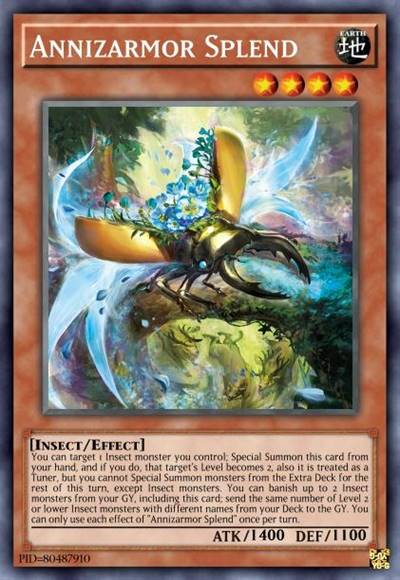 ANNIZARMOR SPLEND
EARTH
地
[INSECT/EFFECT]
You can target 1 Insect monster you control; Special Summon this card from
your hand, and if you do, that target's Level becomes 2, also it is treated as a
Tuner, but you cannot Special Summon monsters from the Extra Deck for the
rest of this turn, except Insect monsters. You can banish up to 2 Insect
monsters from your GY, including this card; send the same number of Level 2
or lower Insect monsters with different names from your Deck to the GY. You
can only use each effect of "Annizarmor Splend" once per turn.
ATK/1400 DEF/1100
PID=80487910